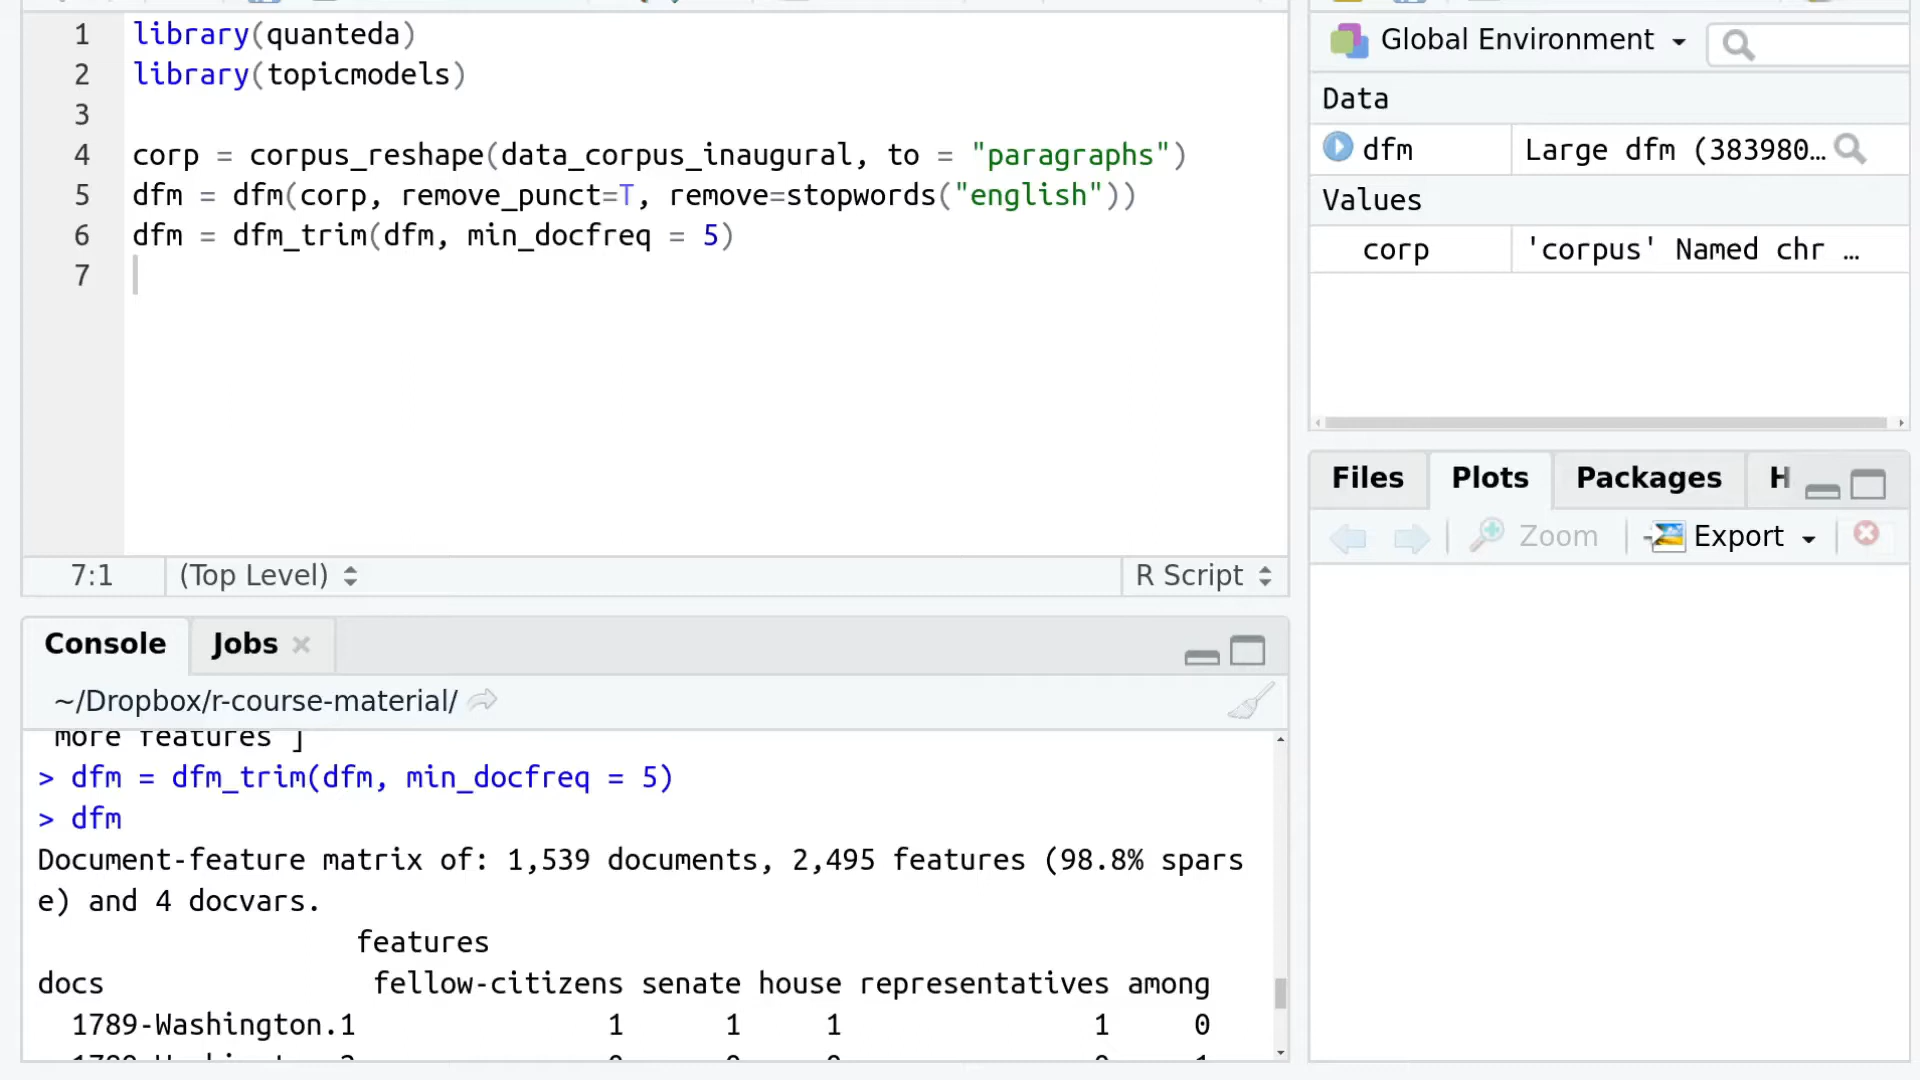 1 library(quanteda)
2 library(topicmodels)
3
4 corp = corpus_reshape(data_corpus_inaugural, to = "paragraphs")
5 dfm = dfm(corp, remove_punct=T, remove=stopwords("english"))
6 dfm = dfm_trim(dfm, min_docfreq = 5)
7
7:1 (Top Level) R Script
Console Jobs
~/Dropbox/r-course-material/
more features ]
> dfm = dfm_trim(dfm, min_docfreq = 5)
> dfm
Document-feature matrix of: 1,539 documents, 2,495 features (98.8% spars
e) and 4 docvars.
features
docs fellow-citizens senate house representatives among
1789-Washington.1 1 1 1 1 0
Global Environment
Data
dfm Large dfm (383980…
Values
corp 'corpus' Named chr …
Files Plots Packages H
Zoom Export